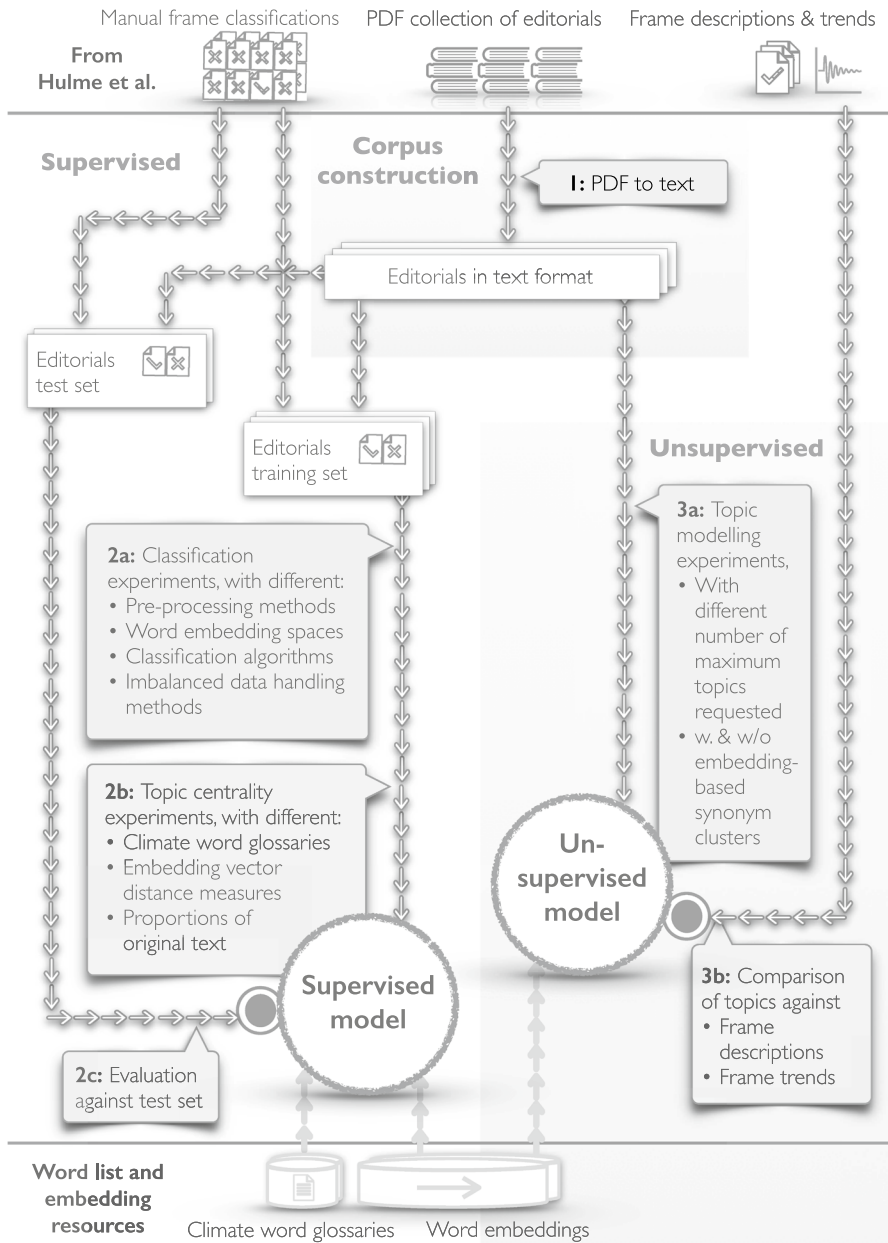 Manual frame classifications
PDF collection of editorials
Frame descriptions & trends
From
Hulme et al.
Supervised
Corpus
construction
1: PDF to text
Editorials in text format
Editorials
test set
Editorials
training set
Unsupervised
2a: Classification
experiments, with different:
• Pre-processing methods
• Word embedding spaces
• Classification algorithms
• Imbalanced data handling
methods
3a: Topic
modelling
experiments,
• With
different
number of
maximum
topics
requested
• w. & w/o
embedding-
based
synonym
clusters
2b: Topic centrality
experiments, with different:
• Climate word glossaries
• Embedding vector
distance measures
• Proportions of
original text
Un-
supervised
model
Supervised
model
3b: Comparison
of topics against
• Frame
descriptions
• Frame trends
2c: Evaluation
against test set
Word list and
embedding
resources
Climate word glossaries
Word embeddings